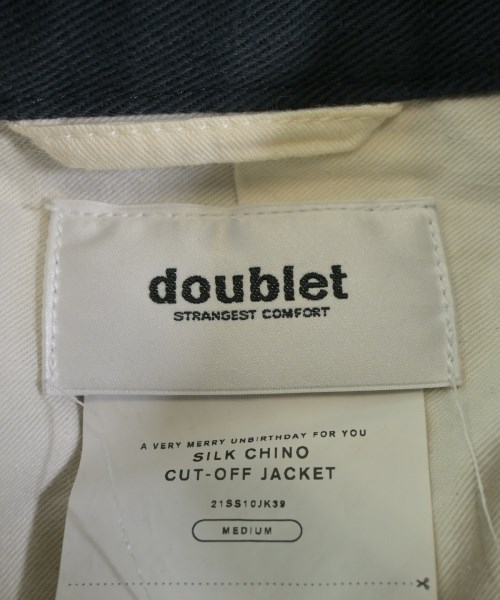 doublet
STRANGEST COMFORT
A VERY MERRY UNBIRTHDAY FOR YOU
SILK CHINO
CUT-OFF JACKET
21SS10JK39
MEDIUM